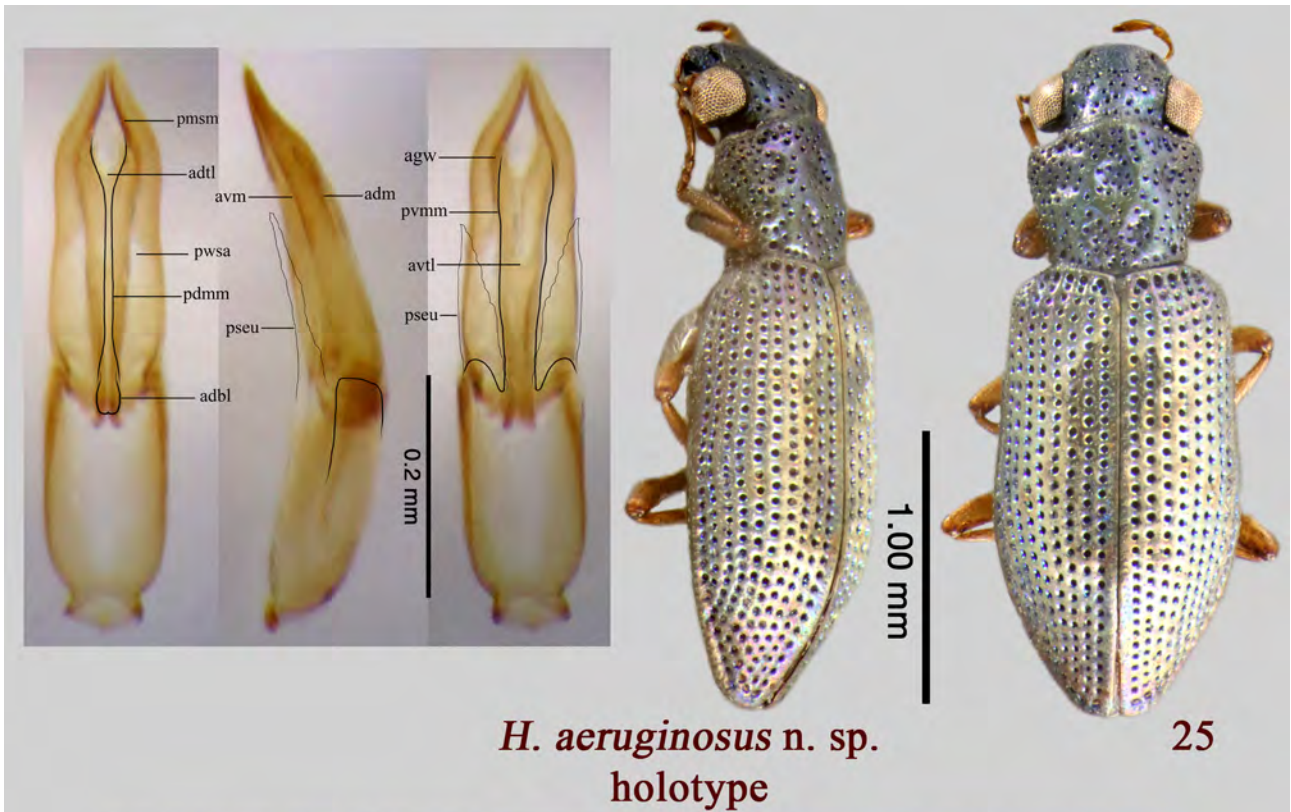 pmsm
adtl
pwsa
pdmm
adbl
avm
adm
pseu
agw
pvmm
avtl
pseu
0.2 mm
1.00 mm
H. aeruginosus n. sp.
holotype
25